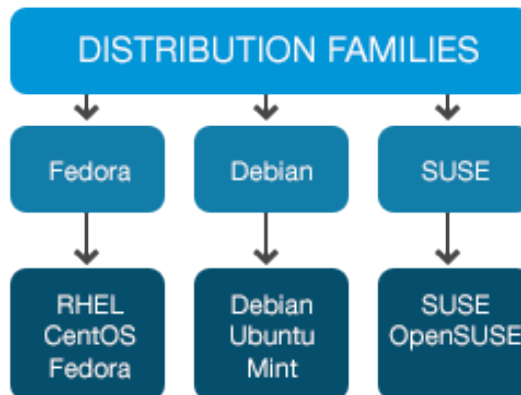 DISTRIBUTION FAMILIES
Fedora
Debian
SUSE
RHEL
CentOS
Fedora
Debian
Ubuntu
Mint
SUSE
OpenSUSE